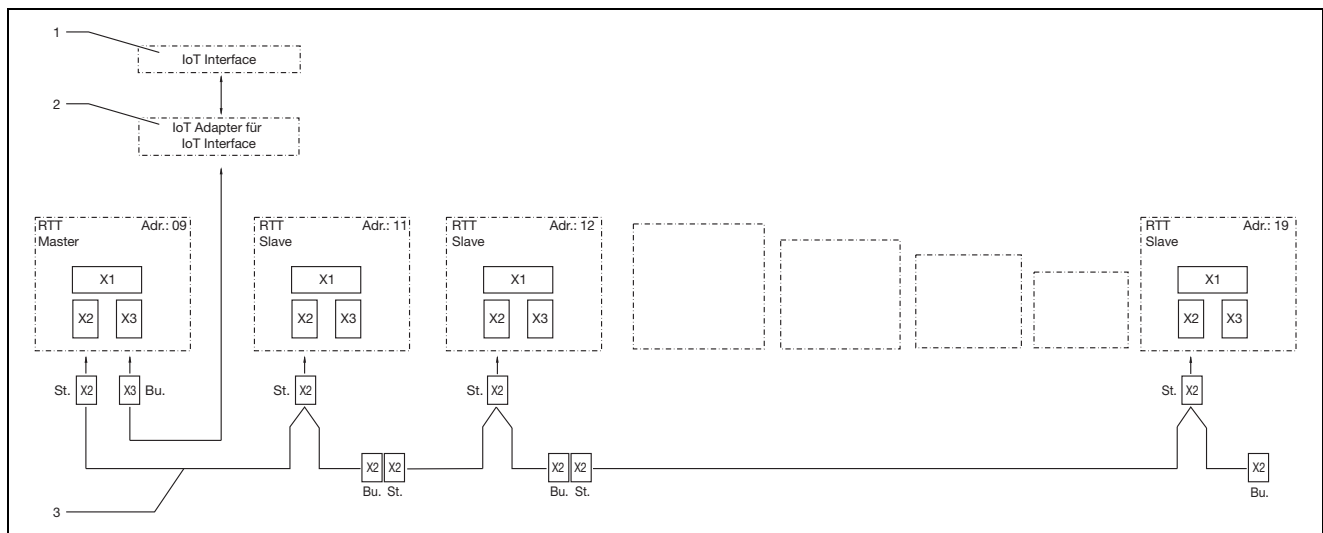 1
IoT Interface
2
IoT Adapter für
IoT Interface
RTT Adr.: 09
Master
X1
X2 X3
RTT Adr.: 11
Slave
X1
X2 X3
RTT Adr.: 12
Slave
X1
X2 X3
RTT Adr.: 19
Slave
X1
X2 X3
St. X2 X3 Bu.
St. X2
St. X2
St. X2
X2 X2
Bu. St.
X2 X2
Bu. St.
X2
Bu.
3